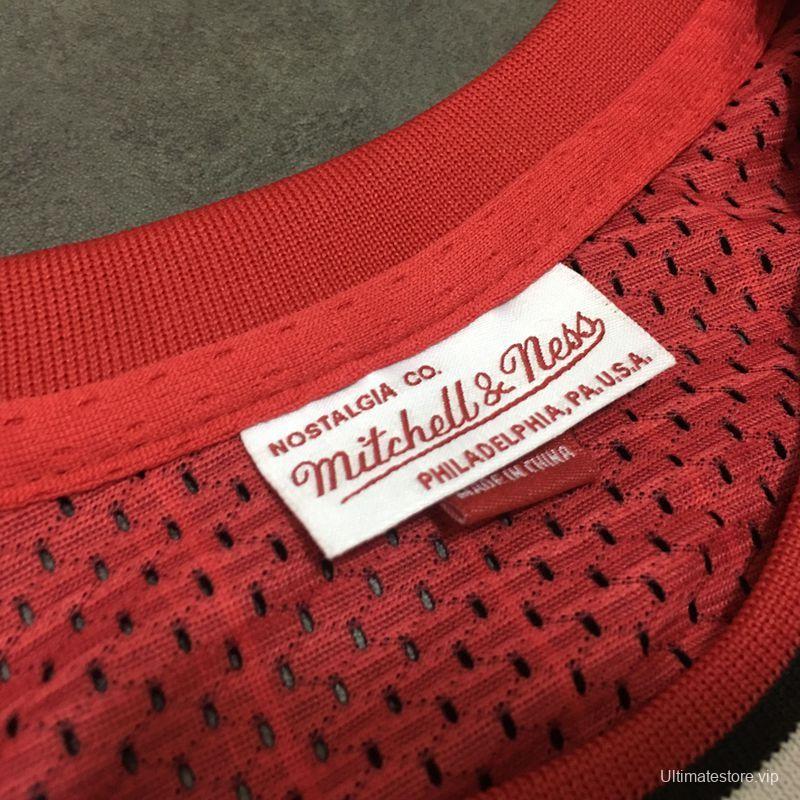 NOSTALGIA CO.
Mitchell & Ness
PHILADELPHIA, PA. U.S.A.
MADE IN CHINA
Ultimatestore.vip